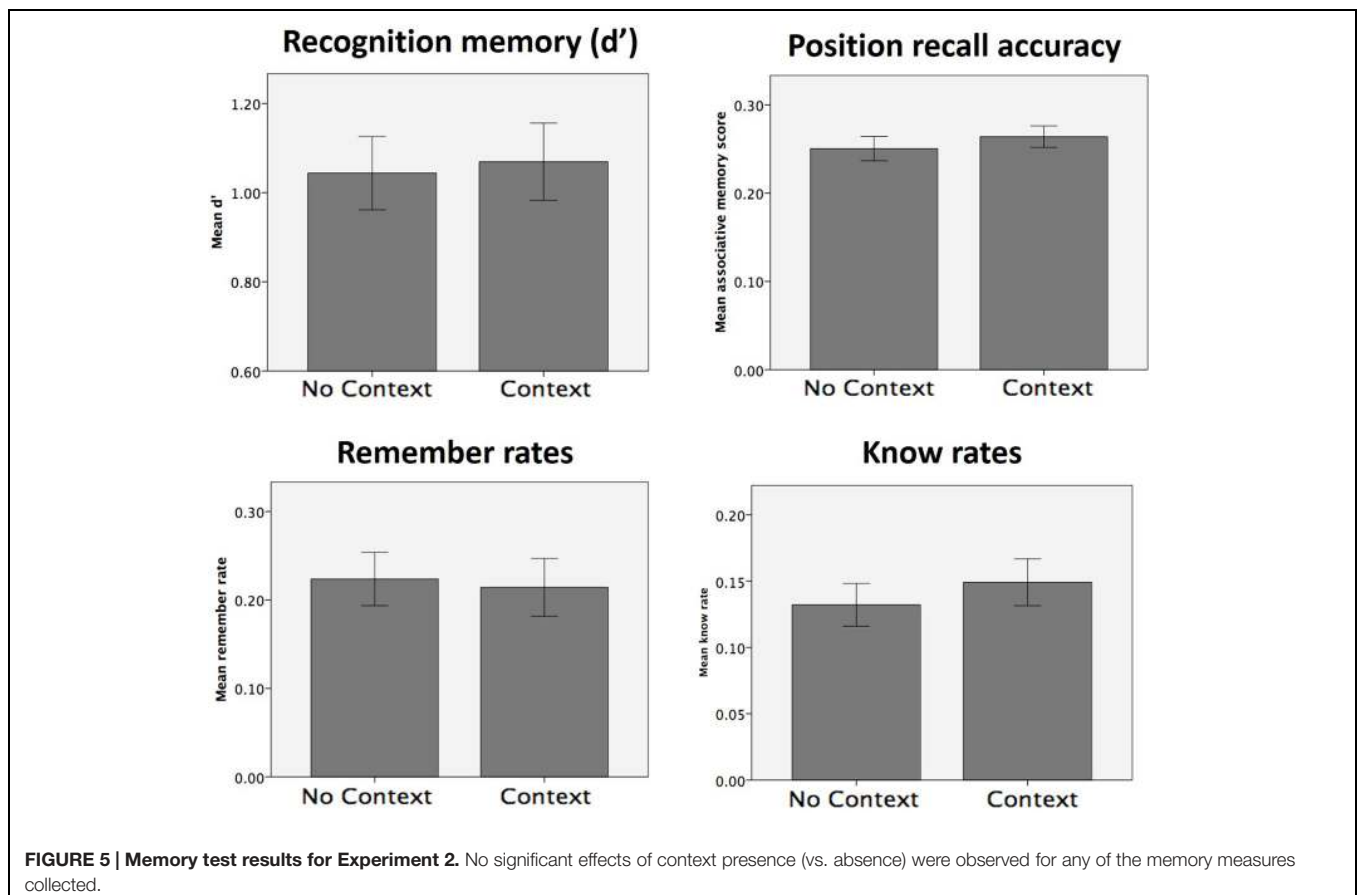 Recognition memory (d’)
Mean d'
1.20
1.00
0.80
0.60
No Context Context
Position recall accuracy
Mean associative memory score
0.30
0.20
0.10
0.00
No Context Context
Remember rates
Mean remember rate
0.30
0.20
0.10
0.00
No Context Context
Know rates
Mean know rate
0.20
0.15
0.10
0.05
0.00
No Context Context
FIGURE 5 | Memory test results for Experiment 2. No significant effects of context presence (vs. absence) were observed for any of the memory measures
collected.